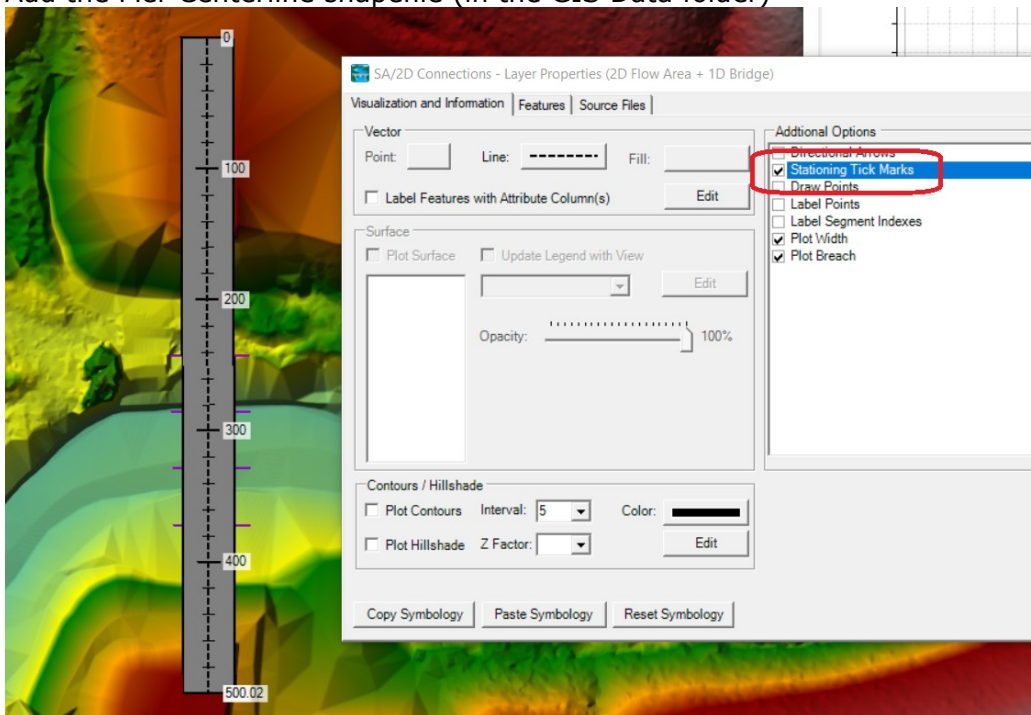 Add the Pier Centerline shapefile (in the GIS Data folder)
0
100
200
300
400
500.02
SA/2D Connections - Layer Properties (2D Flow Area + 1D Bridge)
Visualization and Information Features Source Files
Vector
Point: Line: Fill:
Label Features with Attribute Column(s) Edit
Surface
Plot Surface Update Legend with View
Edit
Opacity: 100%
Contours / Hillshade
Plot Contours Interval: 5 Color:
Plot Hillshade Z Factor: Edit
Copy Symbology Paste Symbology Reset Symbology
Addtional Options
Directional Arrows
Stationing Tick Marks
Draw Points
Label Points
Label Segment Indexes
Plot Width
Plot Breach